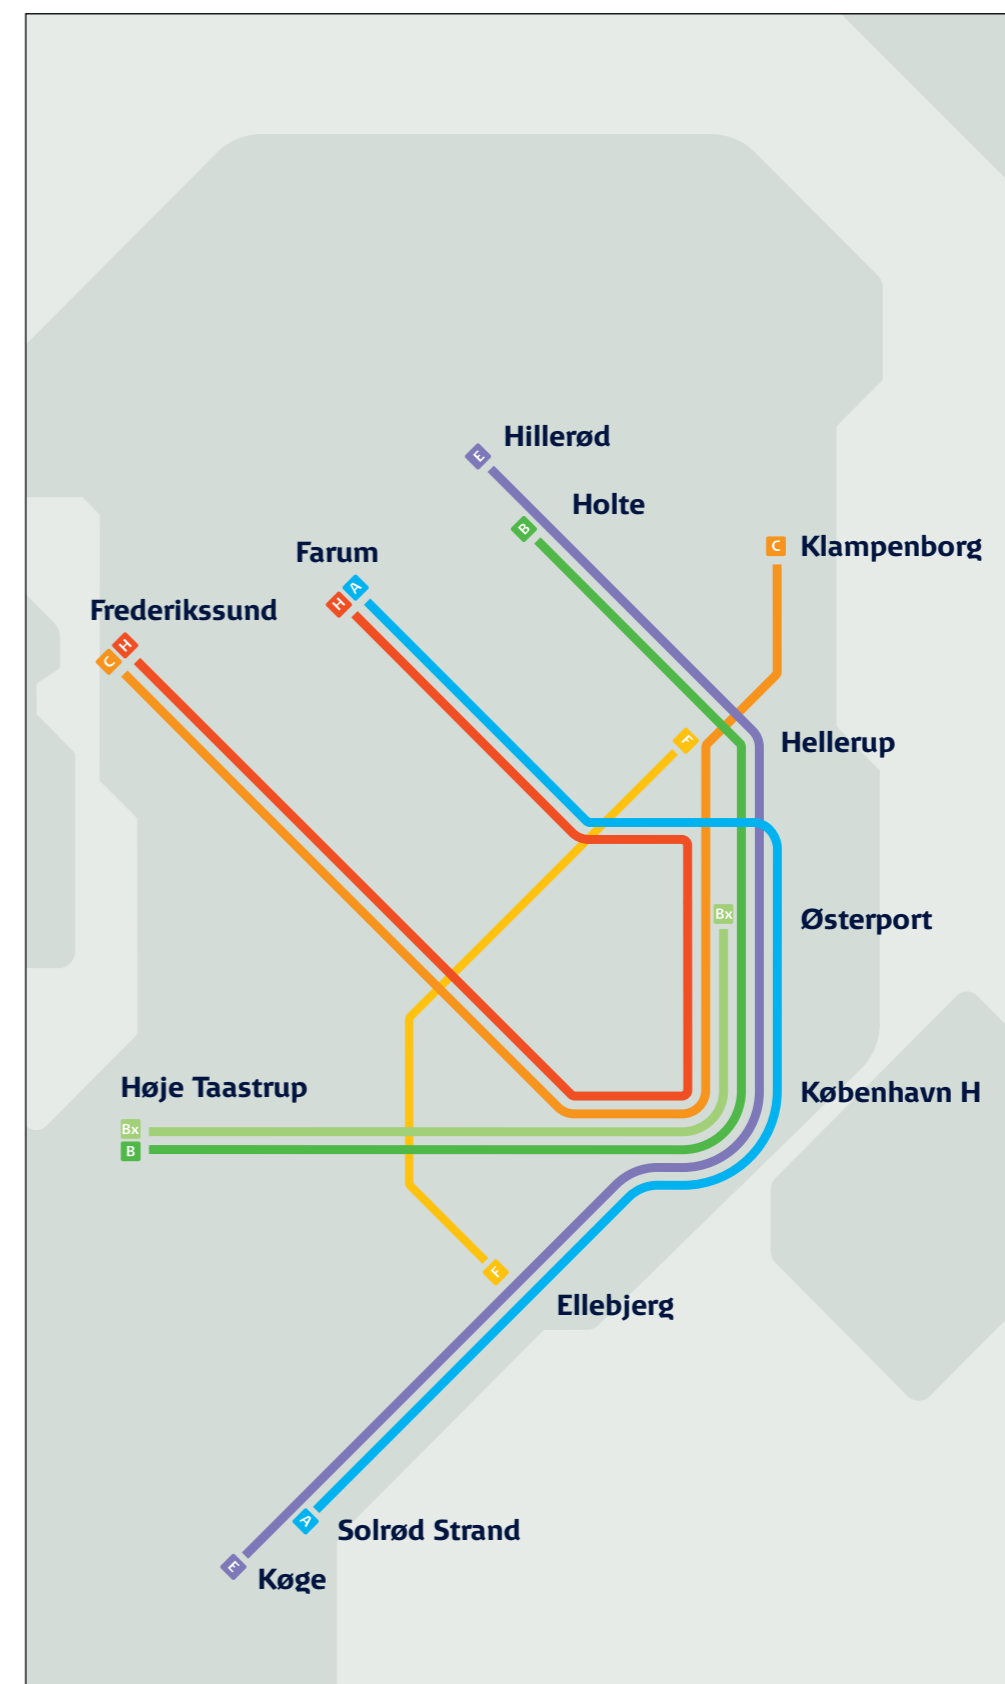 Hillerød
E
Holte
B
C Klampenborg
Farum
H A
Frederikssund
C H
F
Hellerup
Bx
Østerport
Høje Taastrup
København H
Bx
B
F
Ellebjerg
A
Solrød Strand
E
Køge